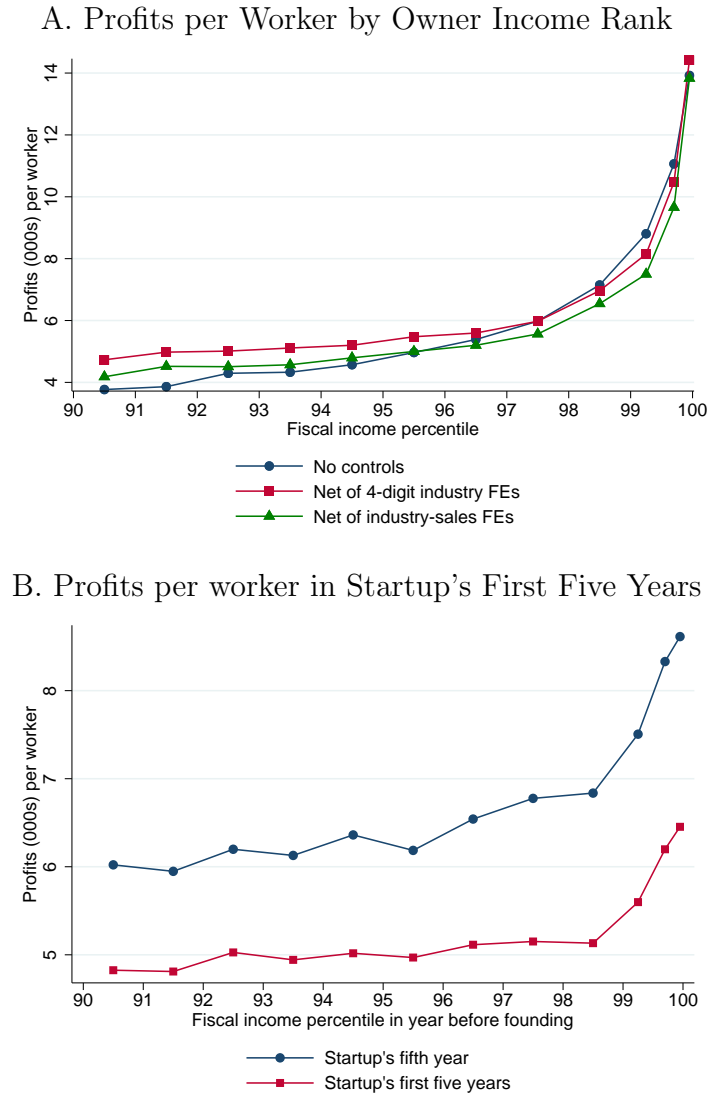 A. Profits per Worker by Owner Income Rank
Profits (000s) per worker
14
12
10
8
6
4
90 91 92 93 94 95 96 97 98 99 100
Fiscal income percentile
No controls
Net of 4-digit industry FEs
Net of industry-sales FEs
B. Profits per worker in Startup's First Five Years
Profits (000s) per worker
8
7
6
5
90 91 92 93 94 95 96 97 98 99 100
Fiscal income percentile in year before founding
Startup's fifth year
Startup's first five years